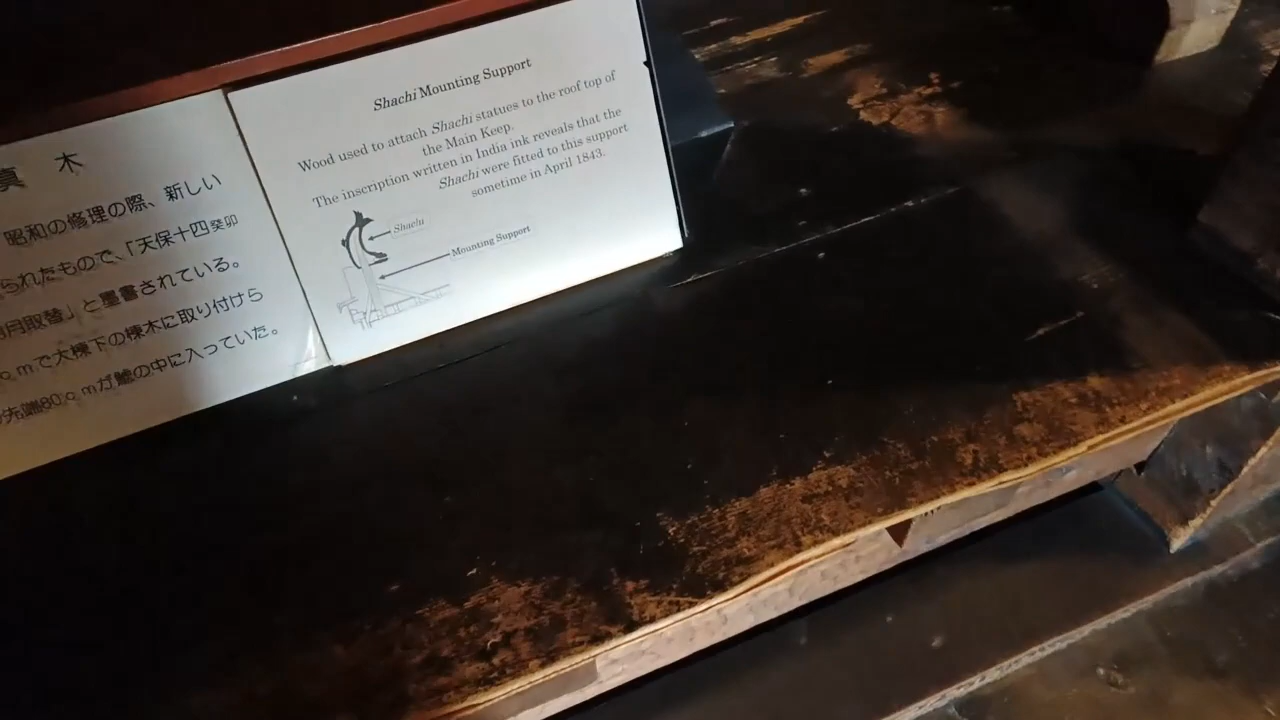 真 木
昭和の修理の際、新しい
られたもので、「天保十四癸卯
月取替」と墨書されている。
mで大棟下の棟木に取り付けら
先端80cmが鯱の中に入っていた。
Shachi Mounting Support
Wood used to attach Shachi statues to the roof top of
the Main Keep.
The inscription written in India ink reveals that the
Shachi were fitted to this support
sometime in April 1843.
Shachi
Mounting Support